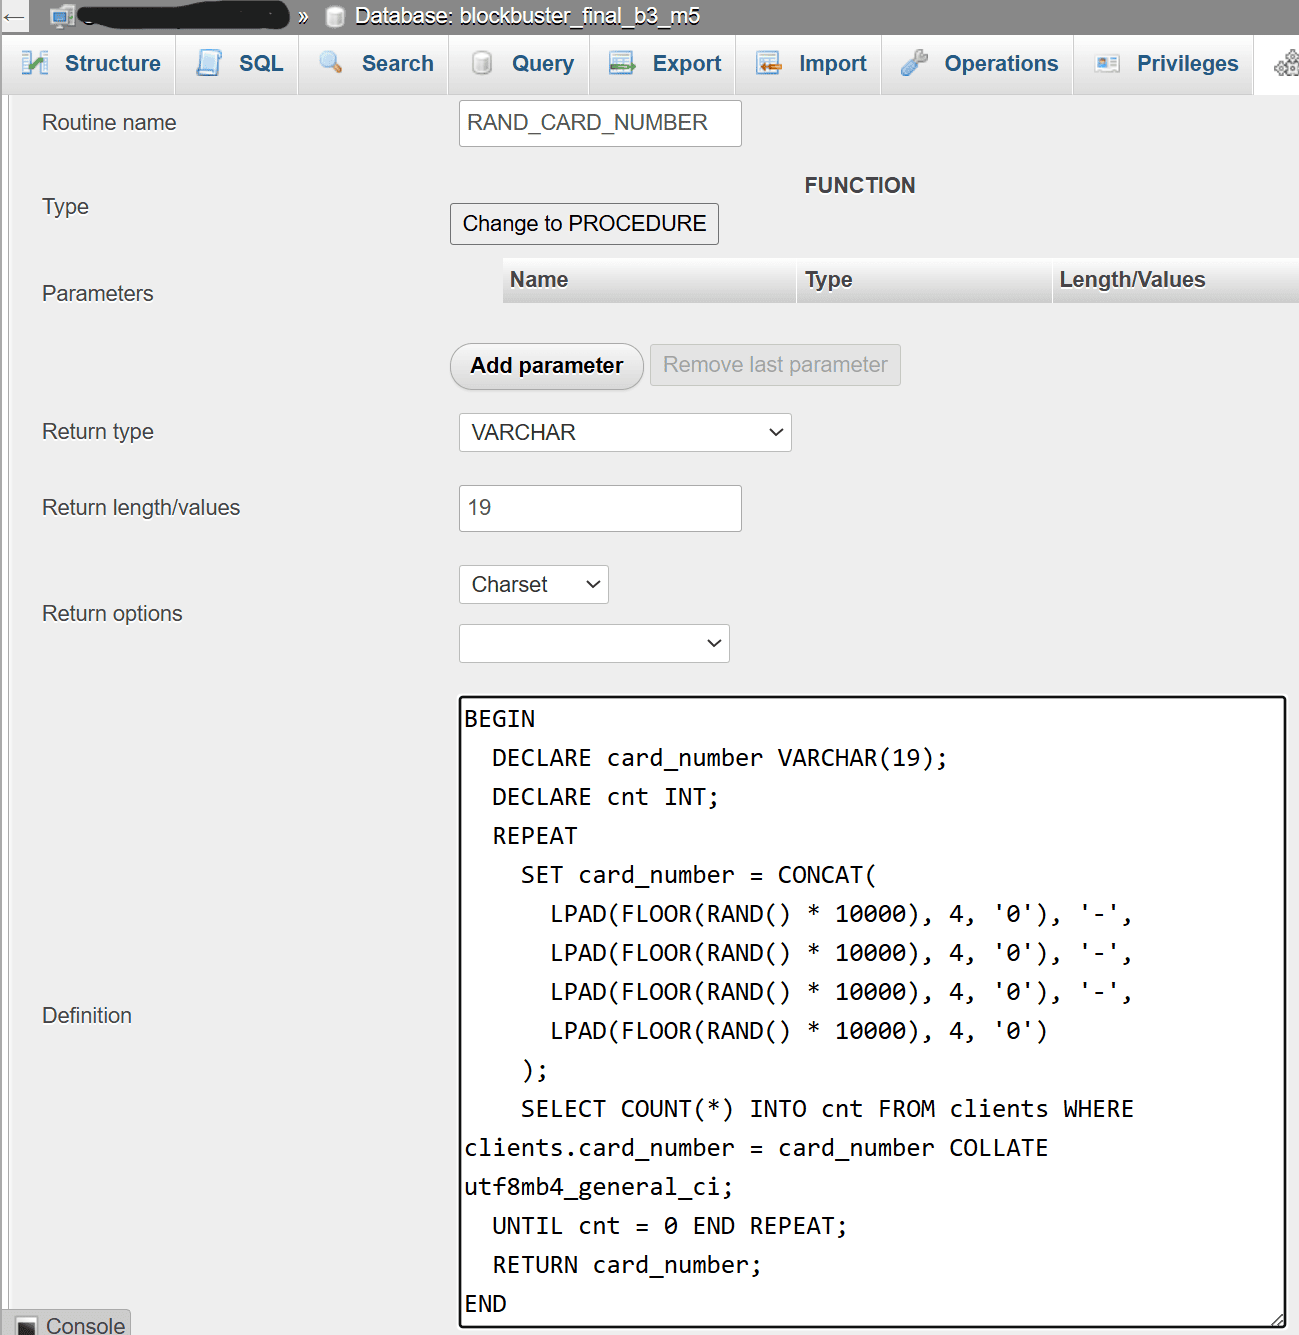 » Database: blockbuster_final_b3_m5
Structure SQL Search Query Export Import Operations Privileges
Routine name RAND_CARD_NUMBER
FUNCTION
Type
Change to PROCEDURE
Parameters Name Type Length/Values
Add parameter Remove last parameter
Return type VARCHAR
Return length/values 19
Charset
Return options
Definition
BEGIN
  DECLARE card_number VARCHAR(19);
  DECLARE cnt INT;
  REPEAT
    SET card_number = CONCAT(
      LPAD(FLOOR(RAND() * 10000), 4, '0'), '-',
      LPAD(FLOOR(RAND() * 10000), 4, '0'), '-',
      LPAD(FLOOR(RAND() * 10000), 4, '0'), '-',
      LPAD(FLOOR(RAND() * 10000), 4, '0')
    );
    SELECT COUNT(*) INTO cnt FROM clients WHERE
clients.card_number = card_number COLLATE
utf8mb4_general_ci;
  UNTIL cnt = 0 END REPEAT;
  RETURN card_number;
END
Console